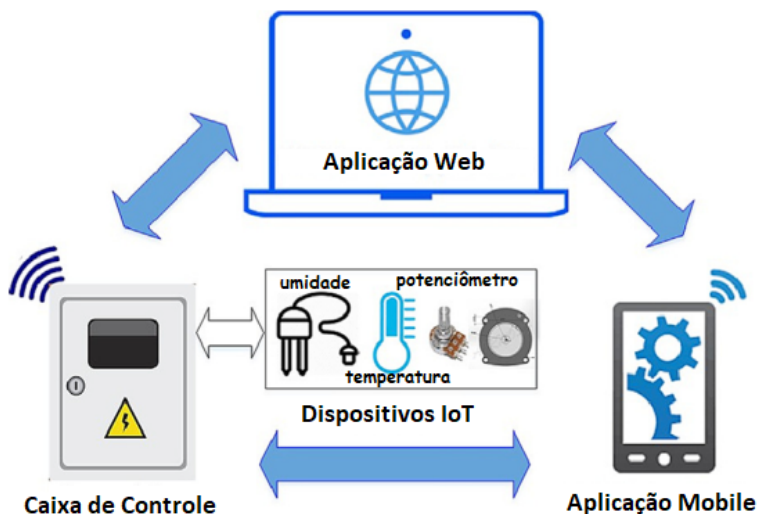 Aplicação Web
umidade
potenciômetro
temperatura
Dispositivos IoT
Caixa de Controle
Aplicação Mobile